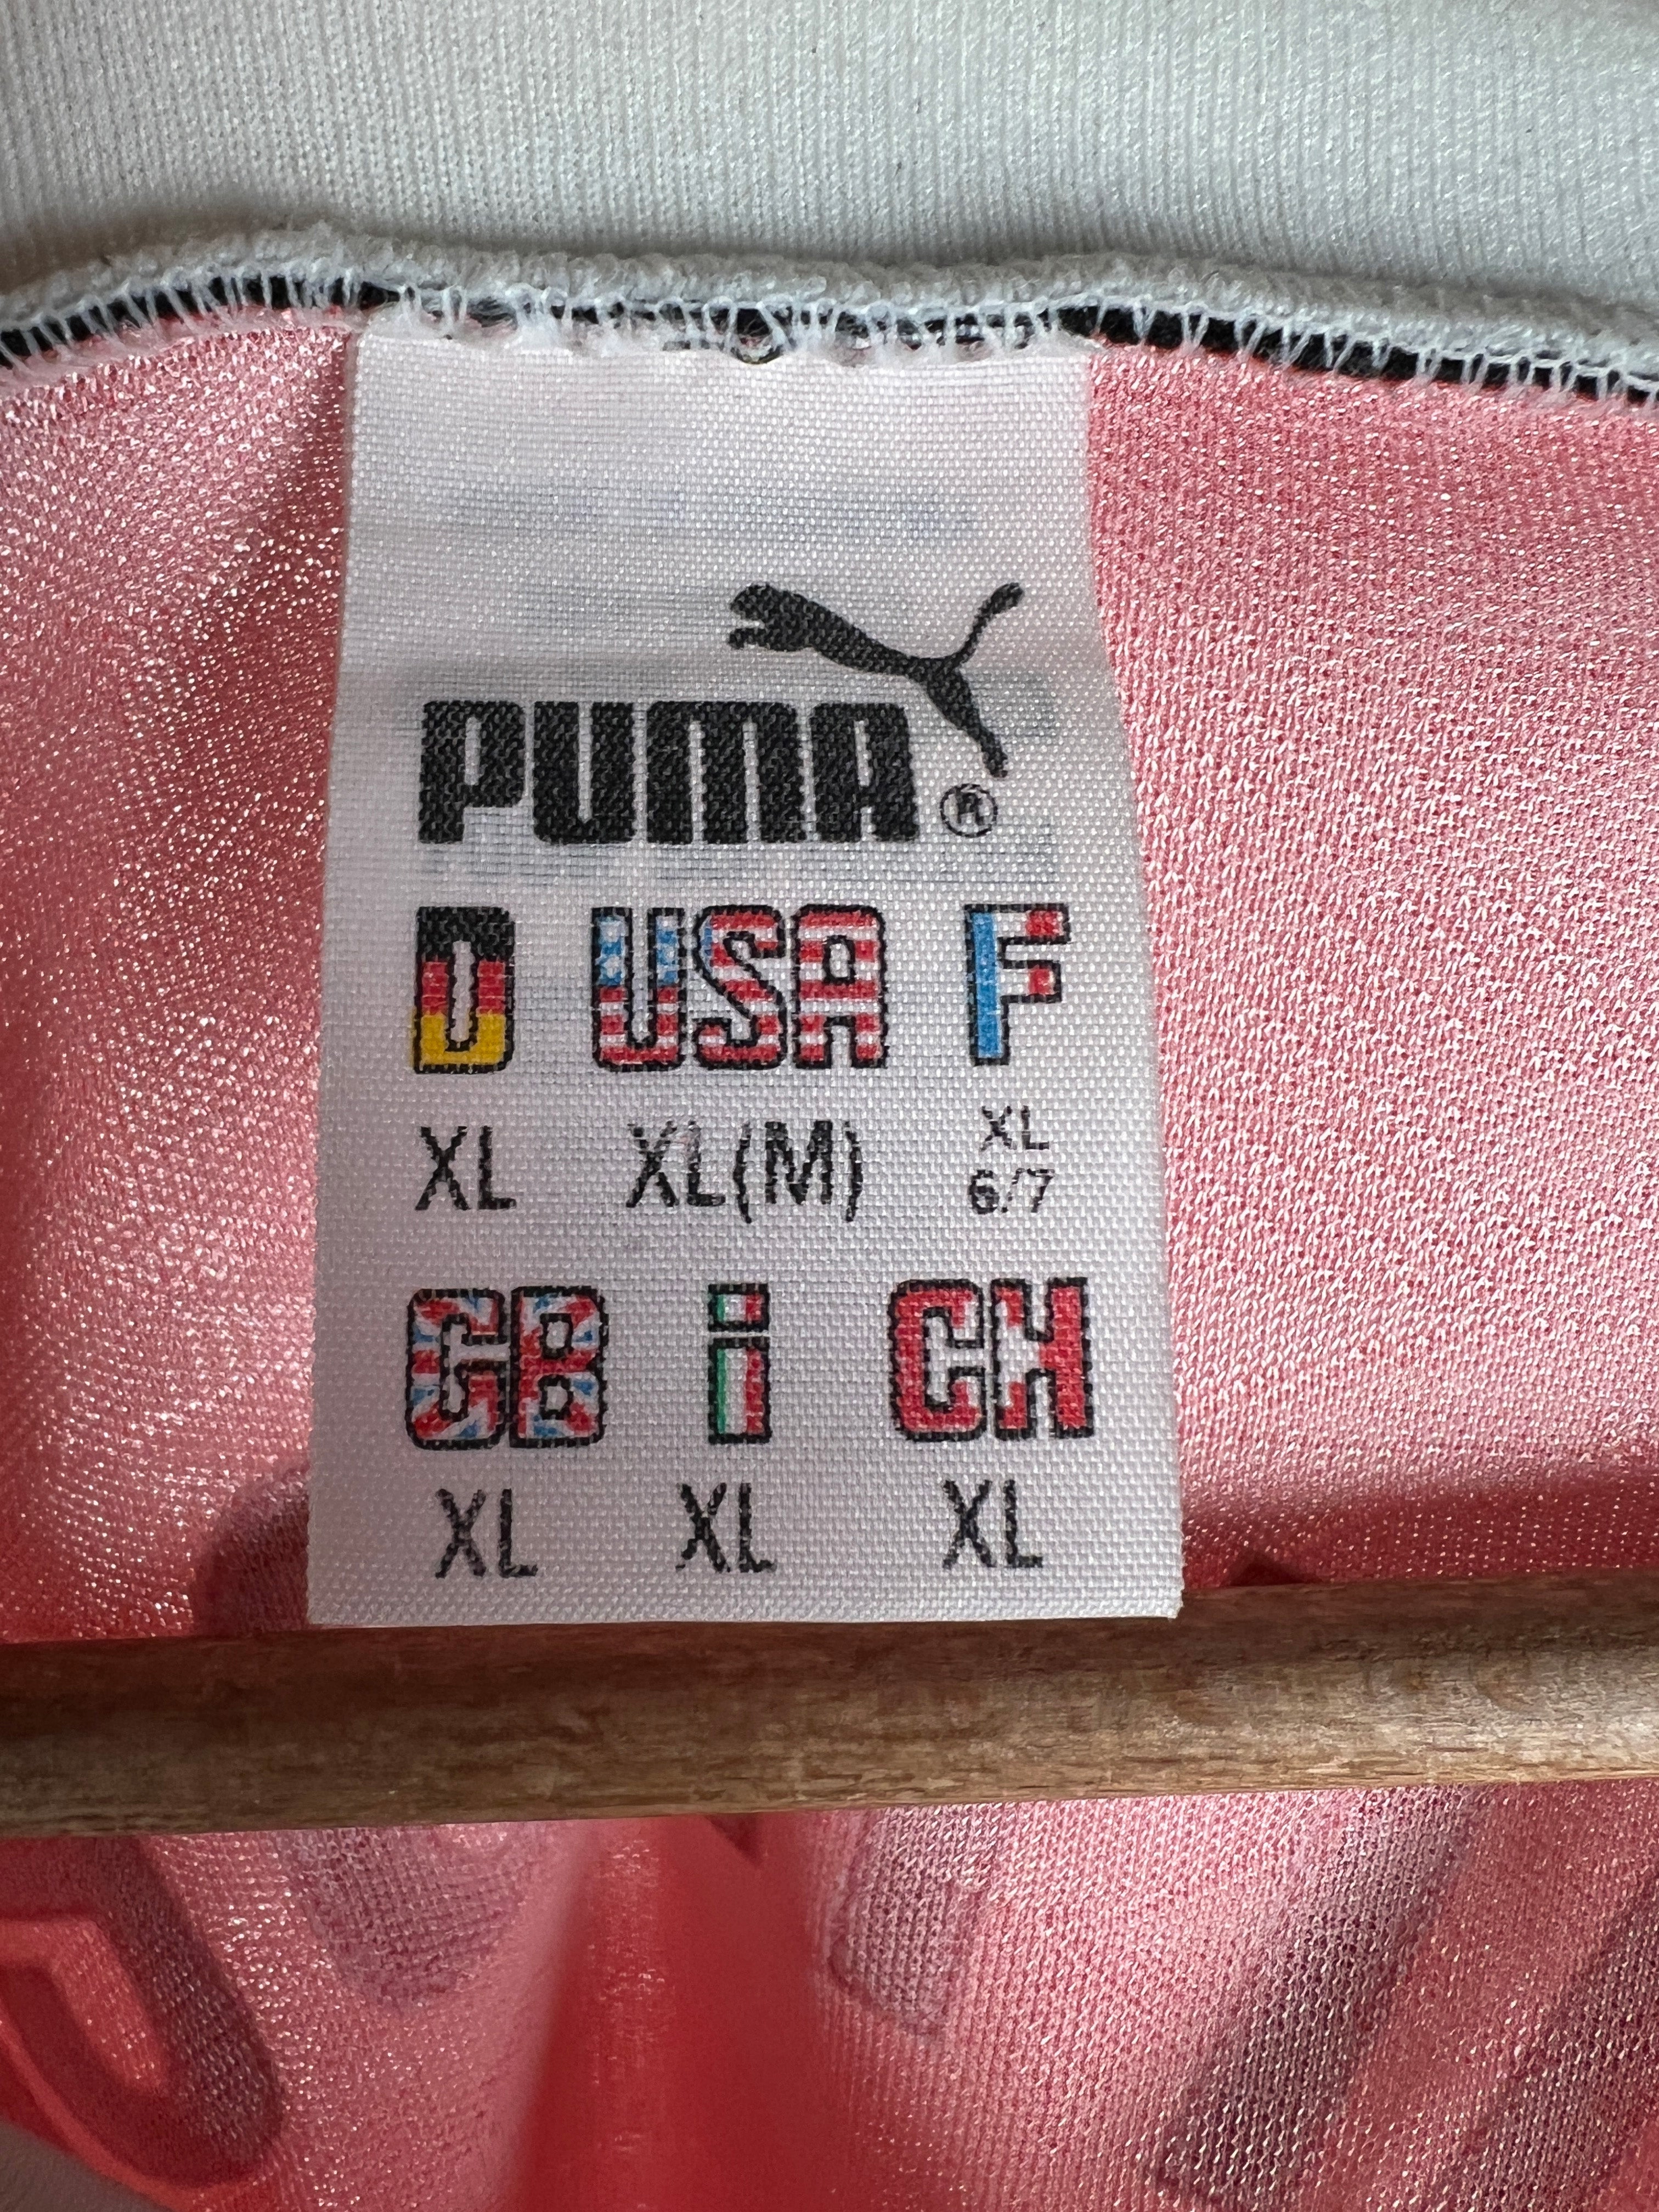 PUMA ®
D USA F
XL XL(M) XL 6/7
GB i CH
XL XL XL